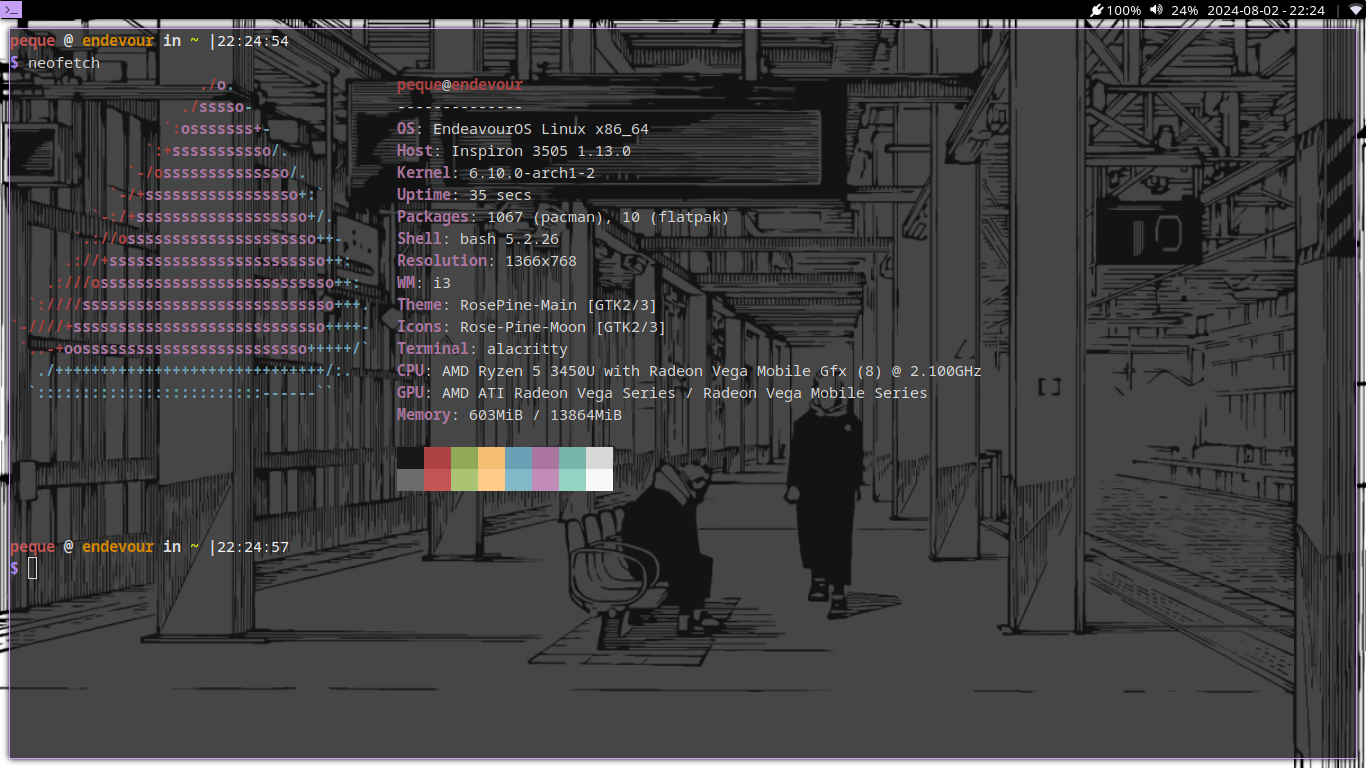 >_ 100% 24% 2024-08-02 - 22:24 |
peque @ endevour in ~ |22:24:54
$ neofetch
./o. peque@endevour
./sssso- --------------
`:osssssss+- OS: EndeavourOS Linux x86_64
`:+sssssssssso/. Host: Inspiron 3505 1.13.0
`-/ossssssssssssso/. Kernel: 6.10.0-arch1-2
`-/+sssssssssssssssso+:` Uptime: 35 secs
`-:/+sssssssssssssssssso+/. Packages: 1067 (pacman), 10 (flatpak)
`.://osssssssssssssssssssso++- Shell: bash 5.2.26
.://+ssssssssssssssssssssssso++: Resolution: 1366x768
.:///ossssssssssssssssssssssssso++: WM: i3
`:////ssssssssssssssssssssssssssso+++. Theme: RosePine-Main [GTK2/3]
`-////+ssssssssssssssssssssssssssso++++- Icons: Rose-Pine-Moon [GTK2/3]
`..-+oosssssssssssssssssssssssso+++++/` Terminal: alacritty
./++++++++++++++++++++++++++++++/:. CPU: AMD Ryzen 5 3450U with Radeon Vega Mobile Gfx (8) @ 2.100GHz
`:::::::::::::::::::::::::------`` GPU: AMD ATI Radeon Vega Series / Radeon Vega Mobile Series
Memory: 603MiB / 13864MiB
peque @ endevour in ~ |22:24:57
$